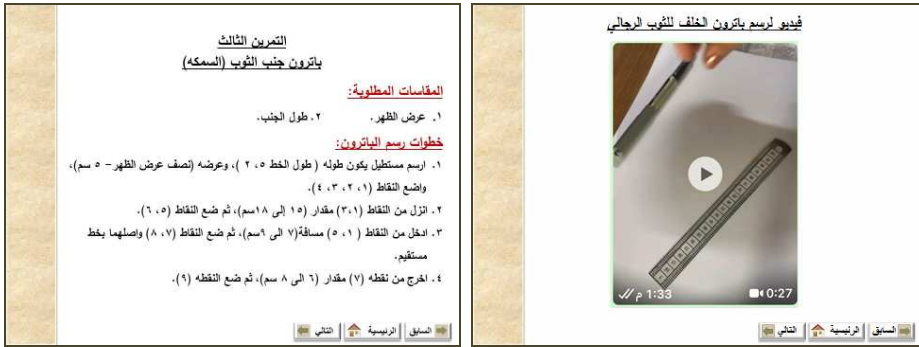 فيديو لرسم باترون الخلف للثوب الرجالي
1:33 م
0:27
السابق
الرئيسية
التالي
التمرين الثالث
باترون جنب الثوب (السمكه)
المقاسات المطلوبة:
١. عرض الظهر. ٢. طول الجنب.
خطوات رسم الباترون:
١. ارسم مستطيل يكون طوله ( طول الخط ٥، ٢ )، وعرضه (نصف عرض الظهر – ٥ سم)،
واضع النقاط (١، ٢، ٣، ٤).
٢. انزل من النقاط (٣،١) مقدار (١٥ إلى ١٨سم)، ثم ضع النقاط (٥، ٦).
٣. ادخل من النقاط ( ١، ٥ ) مسافة(٧ الى ٩سم)، ثم ضع النقاط (٧، ٨) واصلهما بخط
مستقيم.
٤. اخرج من نقطه (٧) مقدار (٦ الى ٨ سم)، ثم ضع النقطه (٩).
السابق
الرئيسية
التالي